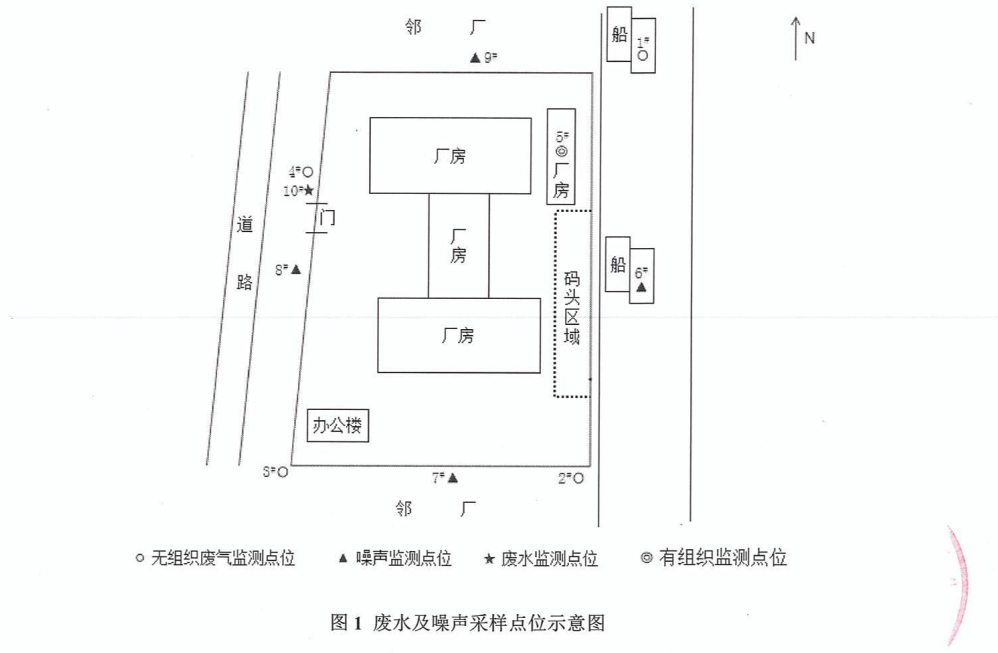 邻 厂
▲9#
船
1#○
N
5#◎
厂房
厂房
4#○
10#★
门
道路
厂房
8#▲
船
6#▲
码头区域
厂房
办公楼
3#○
7#▲
2#○
邻 厂
○ 无组织废气监测点位 ▲ 噪声监测点位 ★ 废水监测点位 ◎ 有组织监测点位
图 1 废水及噪声采样点位示意图